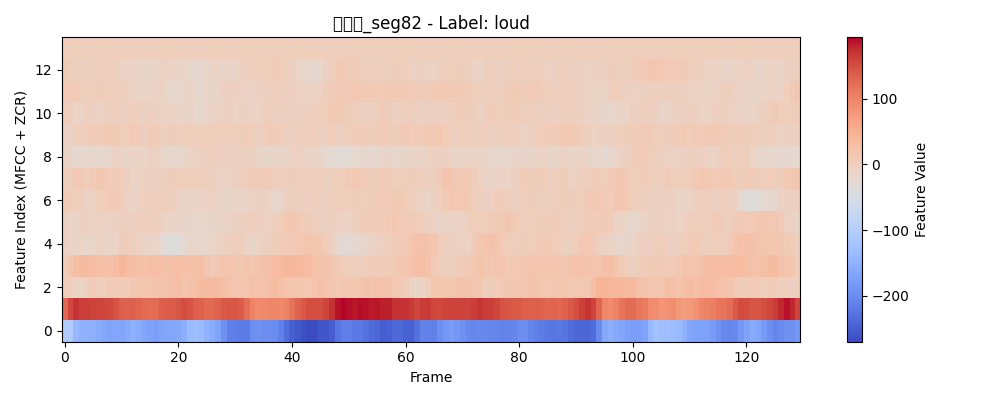 _seg82 - Label: loud
Feature Index (MFCC + ZCR)
12
10
8
6
4
2
0
0 20 40 60 80 100 120
Frame
100
0
−100
−200
Feature Value